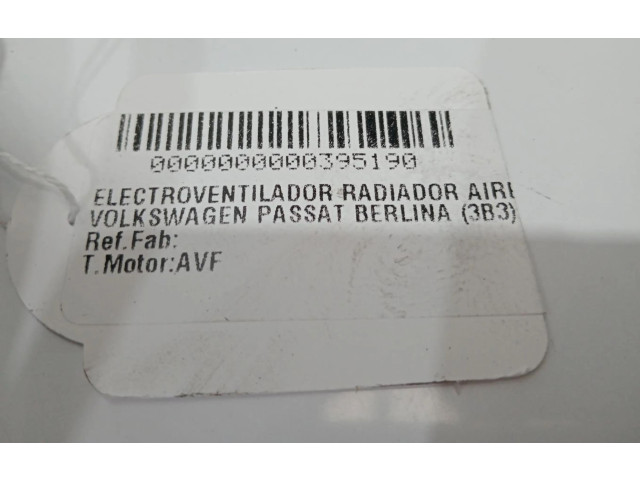 0000000000395190
ELECTROVENTILADOR RADIADOR AIRE
VOLKSWAGEN PASSAT BERLINA (3B3)
Ref.Fab:
T.Motor:AVF